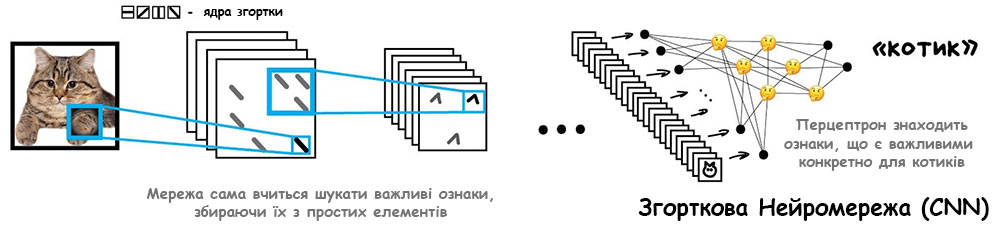 - ядра згортки
«котик»
Перцептрон знаходить
ознаки, що є важливими
конкретно для котиків
Мережа сама вчиться шукати важливі ознаки,
збираючи їх з простих елементів
Згорткова Нейромережа (CNN)